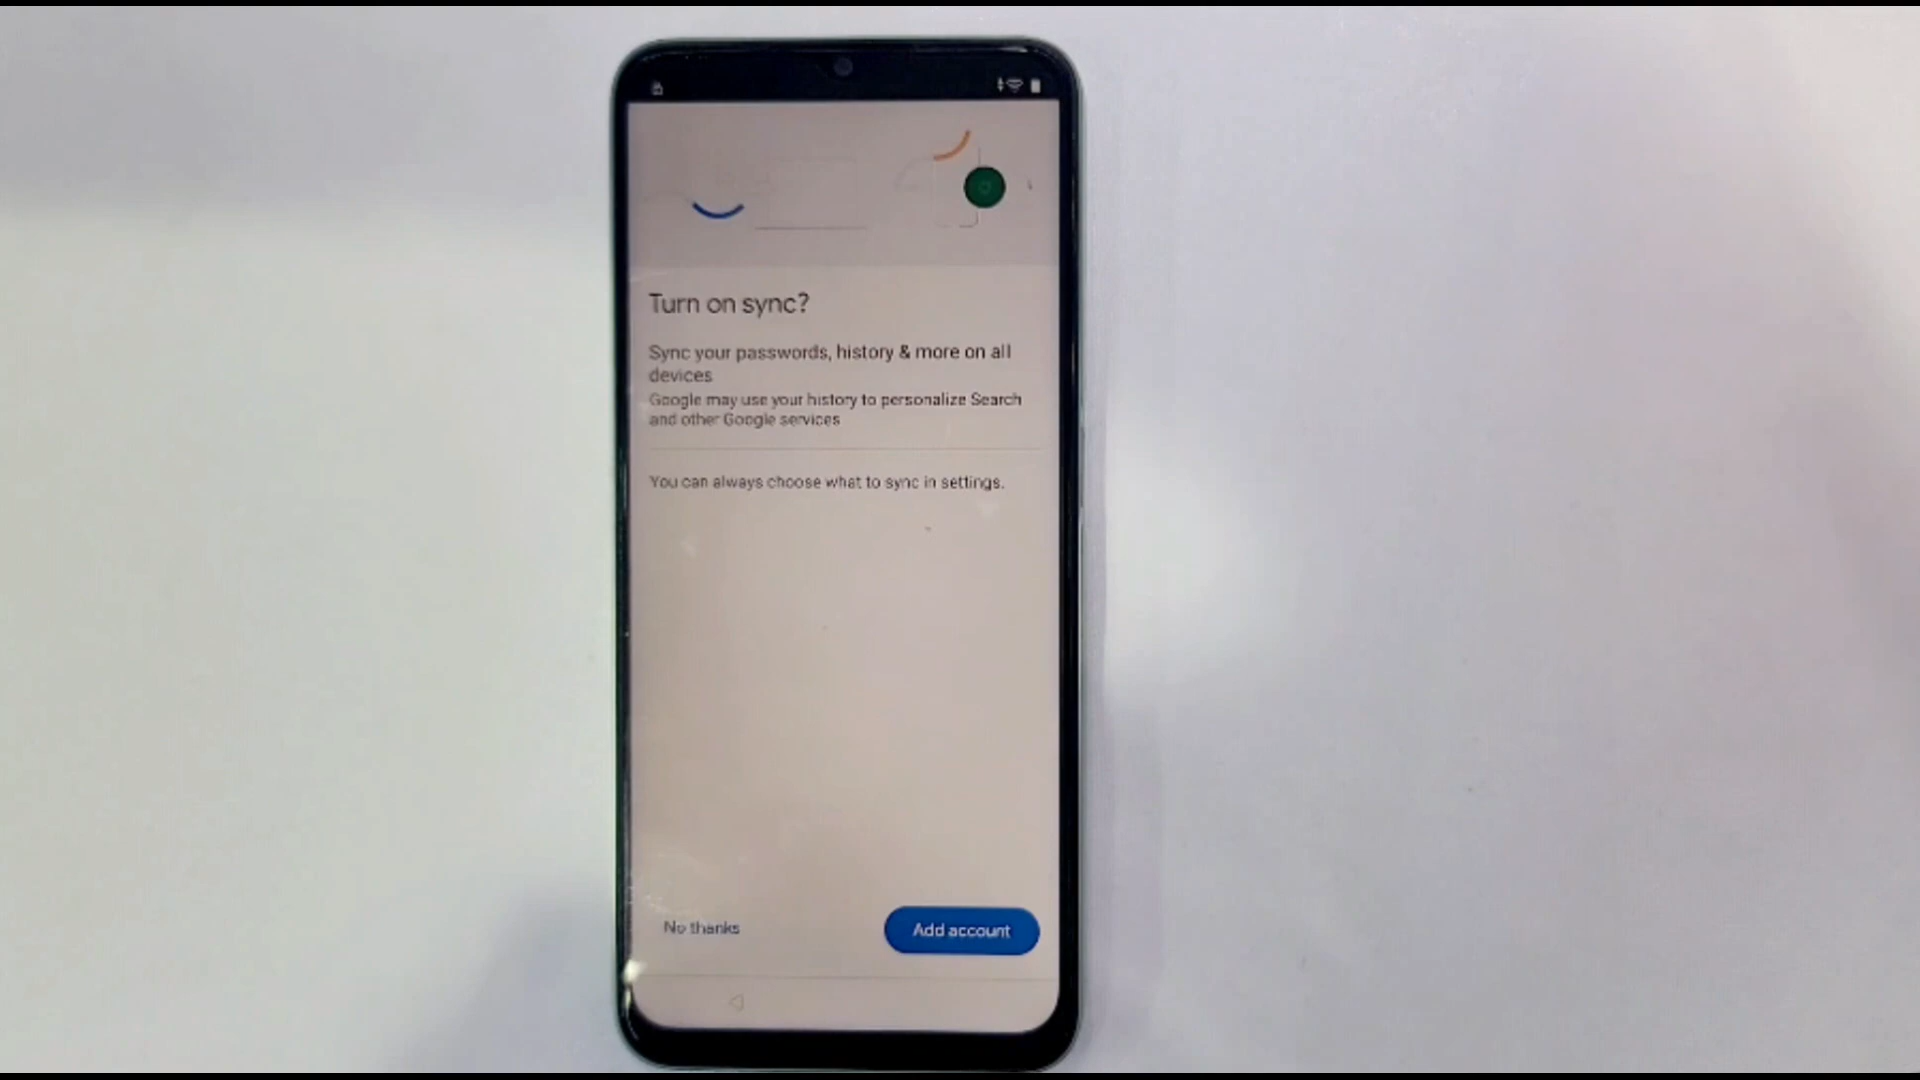 Turn on sync?
Sync your passwords, history & more on all
devices
Google may use your history to personalize Search
and other Google services
You can always choose what to sync in settings.
No thanks
Add account